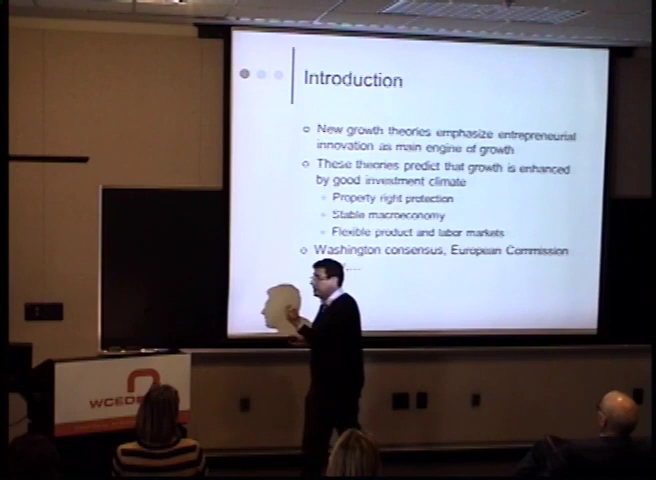 Introduction
New growth theories emphasize entrepreneurial
innovation as main engine of growth
These theories predict that growth is enhanced
by good investment climate
Property right protection
Stable macroeconomy
Flexible product and labor markets
Washington consensus, European Commission